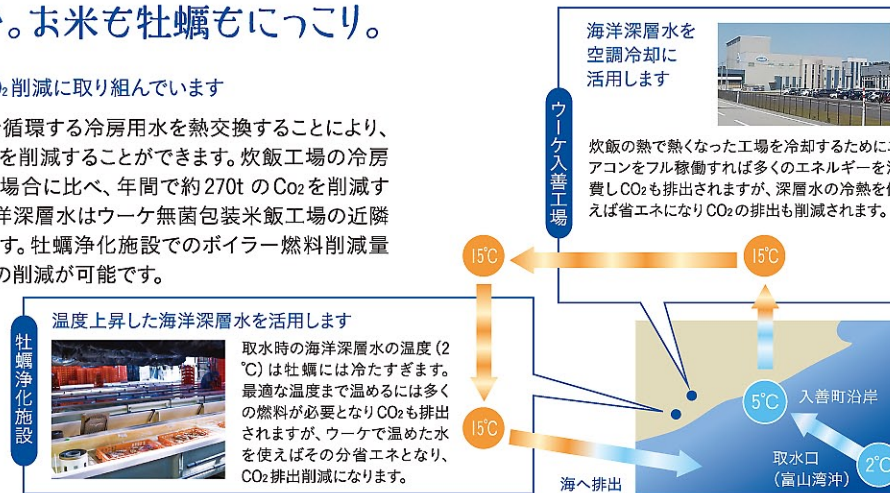 。お米も牡蠣もにっこり。
削減に取り組んでいます
循環する冷房用水を熱交換することにより、
を削減することができます。炊飯工場の冷房
場合に比べ、年間で約270t のCo₂を削減す
洋深層水はウーケ無菌包装米飯工場の近隣
す。牡蠣浄化施設でのボイラー燃料削減量
の削減が可能です。
ウーケ入善工場
海洋深層水を
空調冷却に
活用します
炊飯の熱で熱くなった工場を冷却するために
アコンをフル稼働すれば多くのエネルギーを
費しCO₂も排出されますが、深層水の冷熱を
えば省エネになりCO₂の排出も削減されます。
15℃
15℃
牡蠣浄化施設
温度上昇した海洋深層水を活用します
取水時の海洋深層水の温度(2
℃)は牡蠣には冷たすぎます。
最適な温度まで温めるには多く
の燃料が必要となりCO₂も排出
されますが、ウーケで温めた水
を使えばその分省エネとなり、
CO₂排出削減になります。
15℃
5℃
入善町沿岸
取水口
(富山湾沖)
2℃
海へ排出